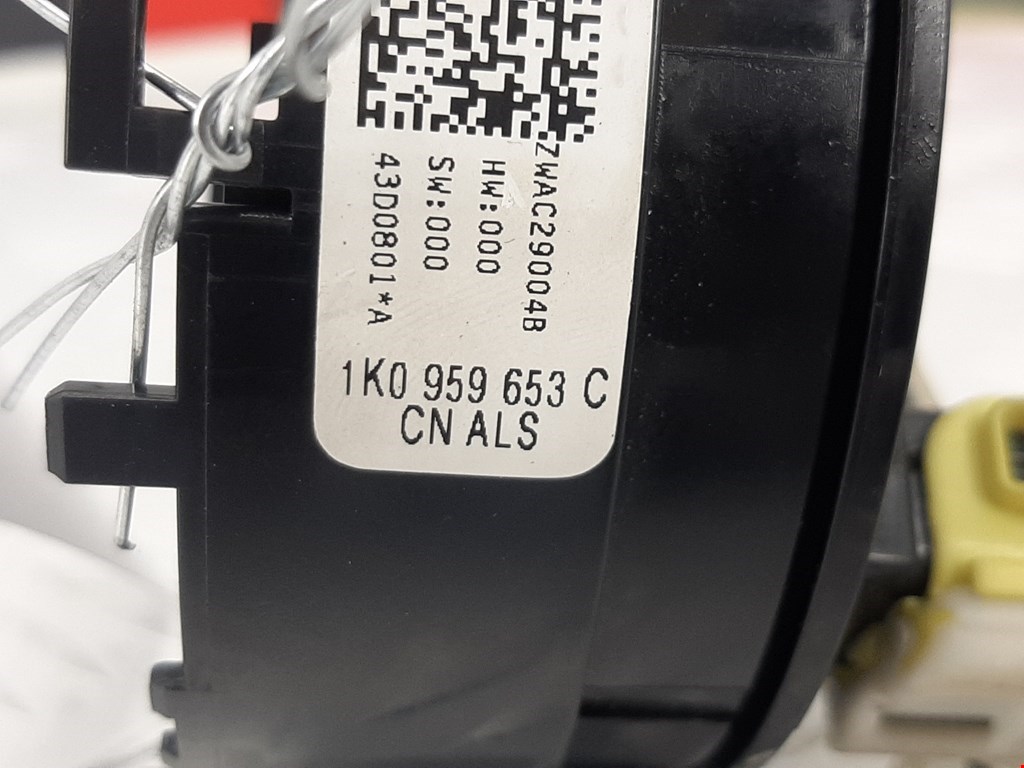 ZWAC29004B
HW:000
SW:000
43D0801*A
1K0 959 653 C
CN ALS